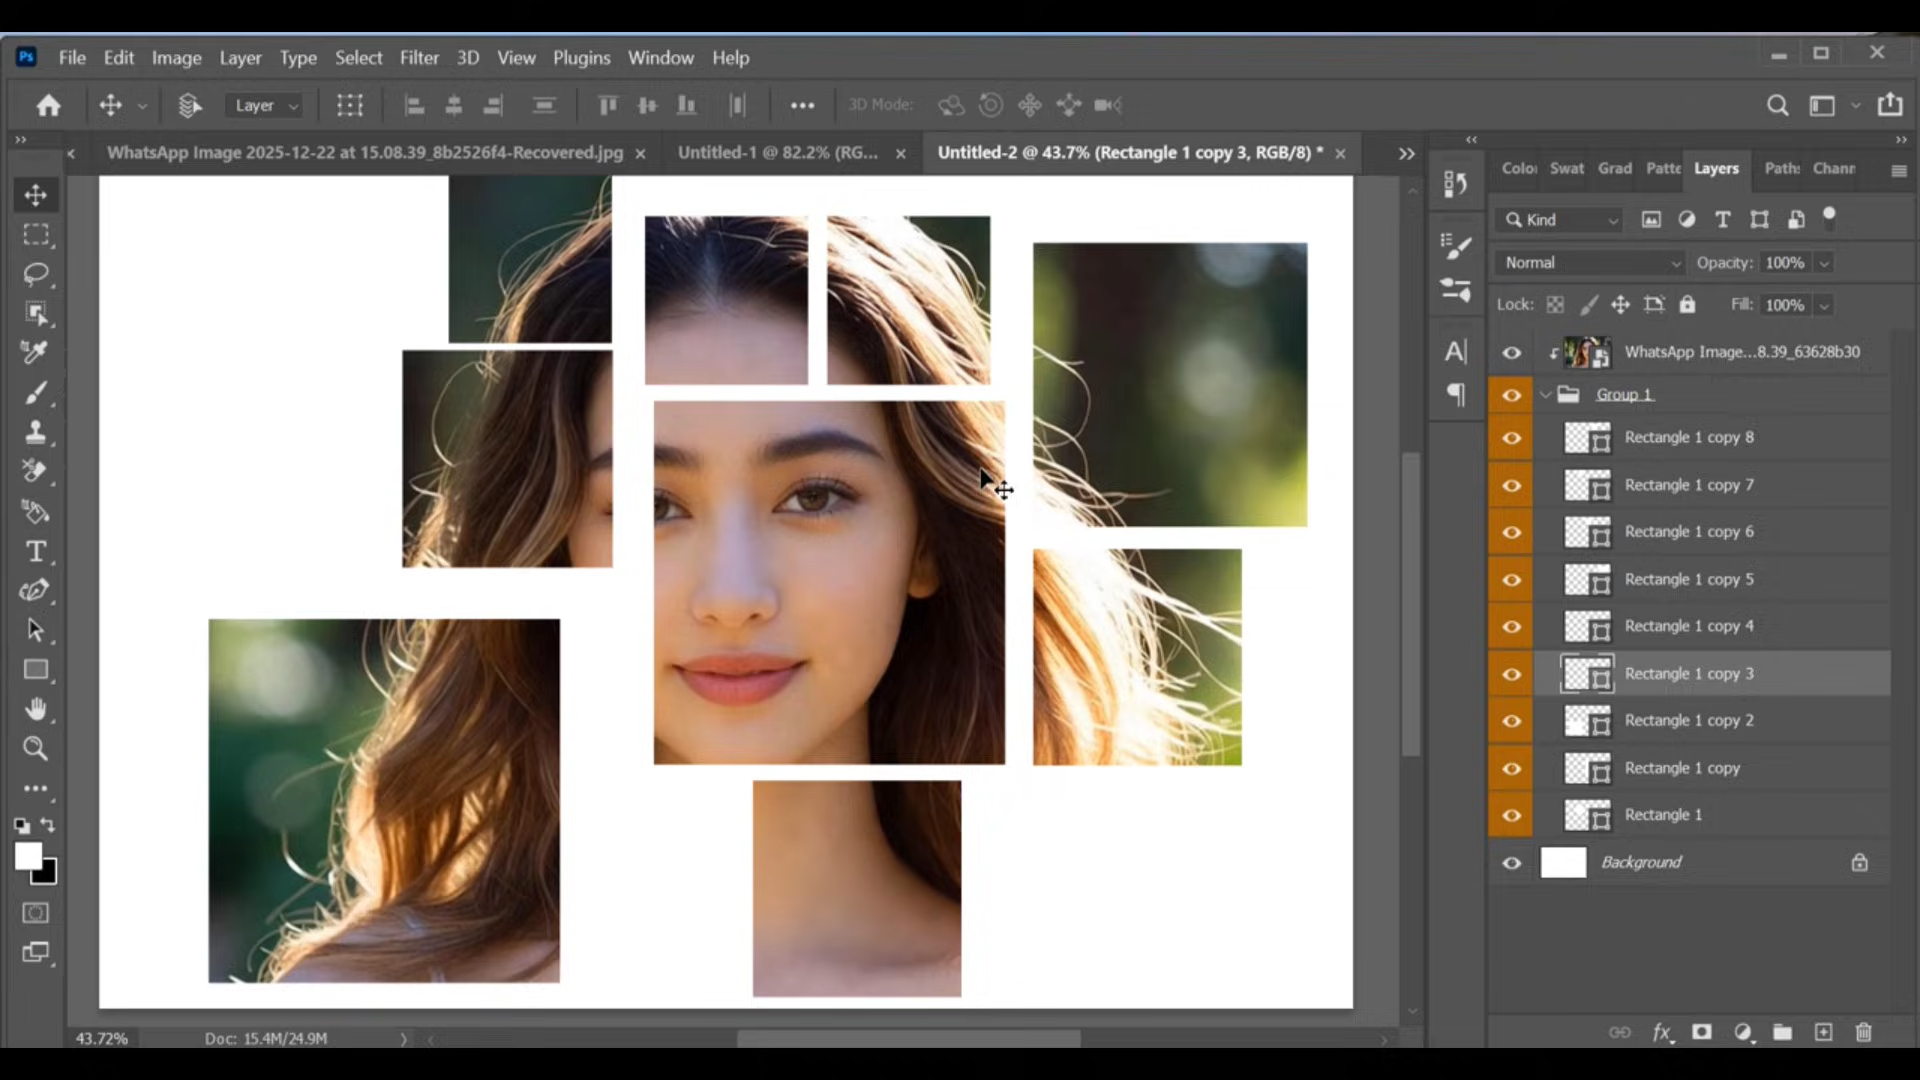 Ps File Edit Image Layer Type Select Filter 3D View Plugins Window Help
Layer 3D Mode:
WhatsApp Image 2025-12-22 at 15.08.39_8b2526f4-Recovered.jpg Untitled-1 @ 82.2% (RG... Untitled-2 @ 43.7% (Rectangle 1 copy 3, RGB/8) *
Color Swat Grad Patte Layers Paths Chann
Kind
Normal Opacity: 100%
Lock: Fill: 100%
WhatsApp Image...8.39_63628b30
Group 1
Rectangle 1 copy 8
Rectangle 1 copy 7
Rectangle 1 copy 6
Rectangle 1 copy 5
Rectangle 1 copy 4
Rectangle 1 copy 3
Rectangle 1 copy 2
Rectangle 1 copy
Rectangle 1
Background
43.72% Doc: 15.4M/24.9M